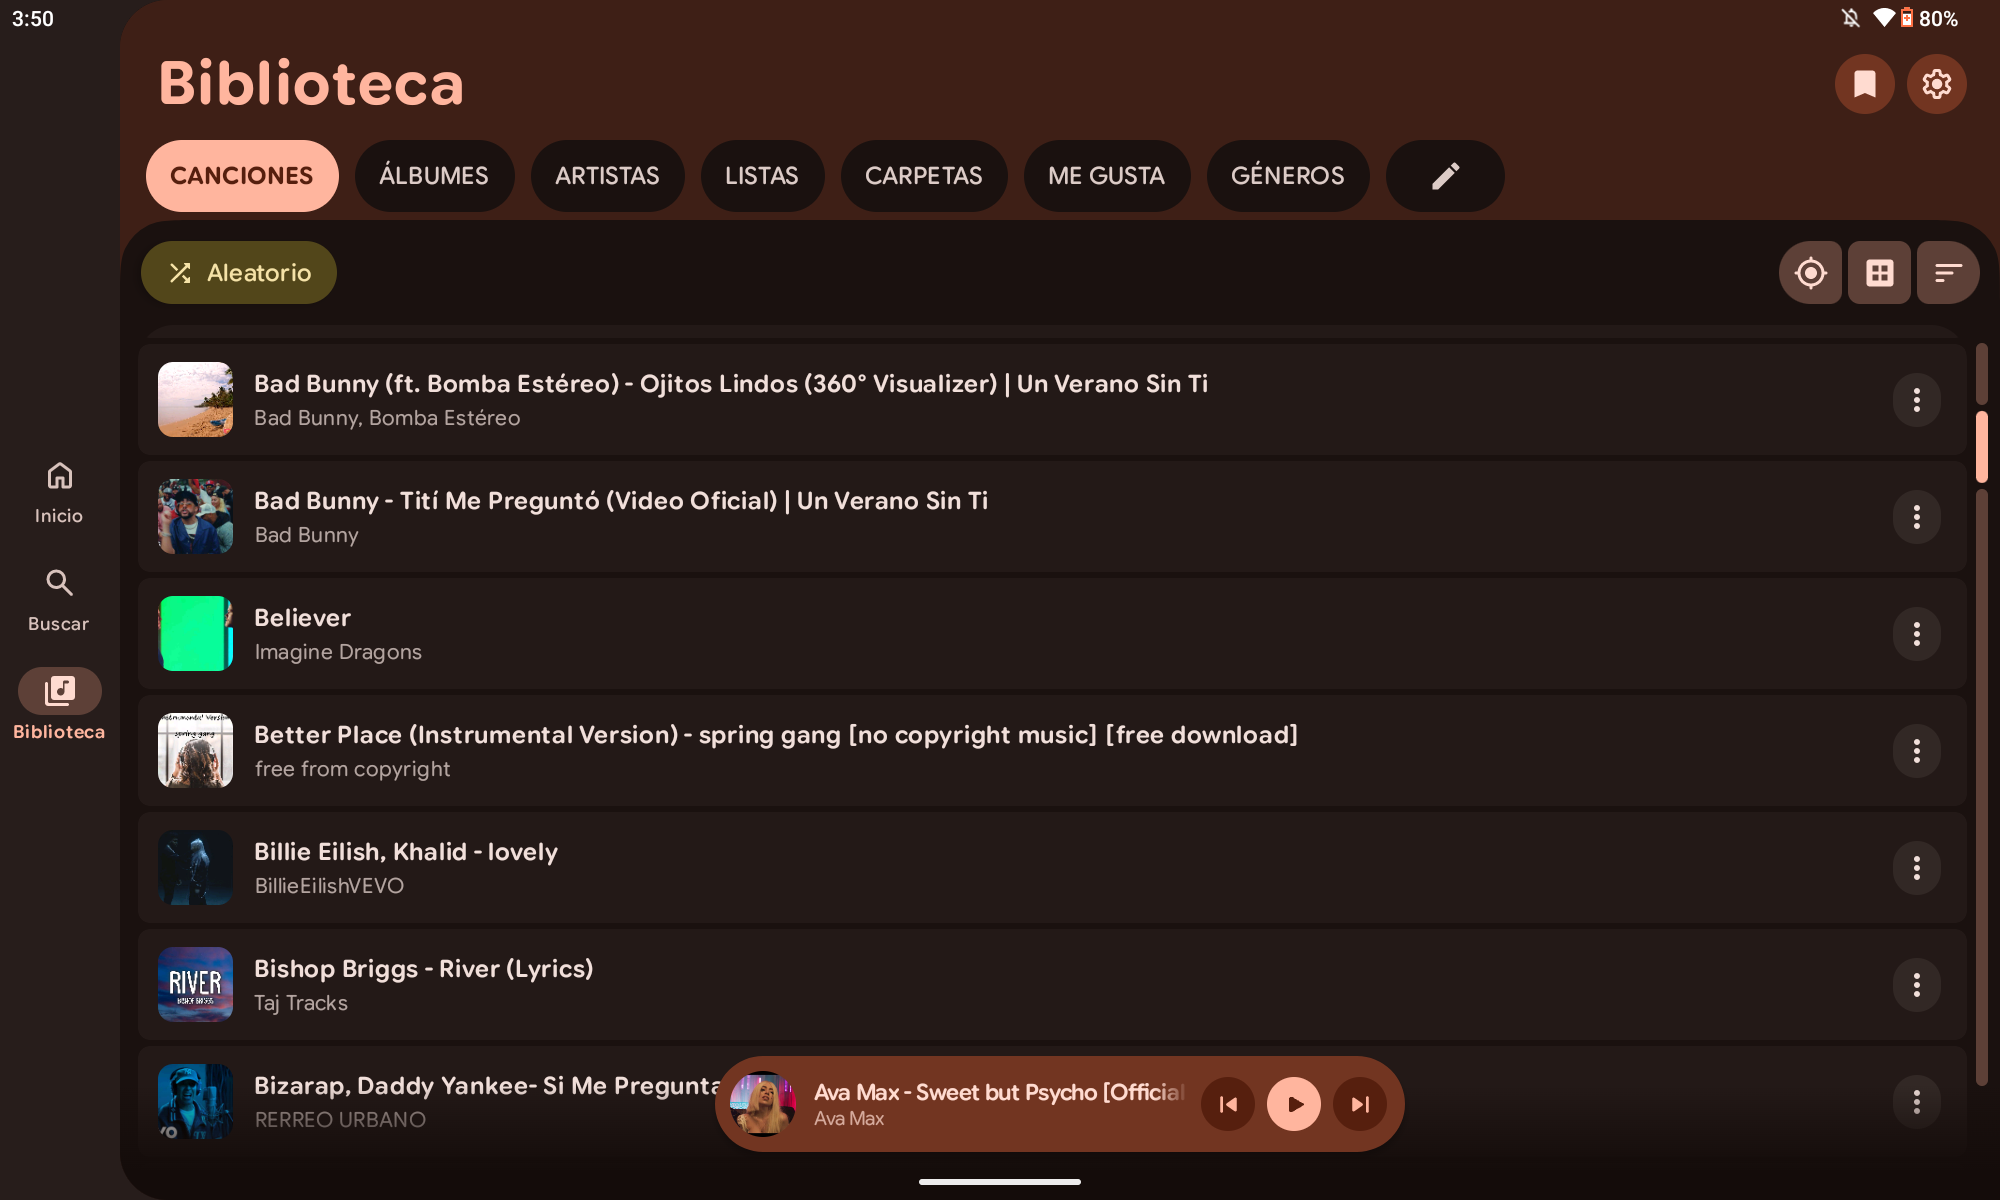 3:50
80%
Biblioteca
CANCIONES
ÁLBUMES
ARTISTAS
LISTAS
CARPETAS
ME GUSTA
GÉNEROS
Aleatorio
Bad Bunny (ft. Bomba Estéreo) - Ojitos Lindos (360° Visualizer) | Un Verano Sin Ti
Bad Bunny, Bomba Estéreo
Bad Bunny - Tití Me Preguntó (Video Oficial) | Un Verano Sin Ti
Bad Bunny
Believer
Imagine Dragons
Inicio
Buscar
Biblioteca
spring gang
Better Place (Instrumental Version) - spring gang [no copyright music] [free download]
free from copyright
Billie Eilish, Khalid - lovely
BillieEilishVEVO
RIVER
BISHOP BRIGGS
Bishop Briggs - River (Lyrics)
Taj Tracks
Bizarap, Daddy Yankee- Si Me Pregunta
RERREO URBANO
Ava Max - Sweet but Psycho [Official
Ava Max